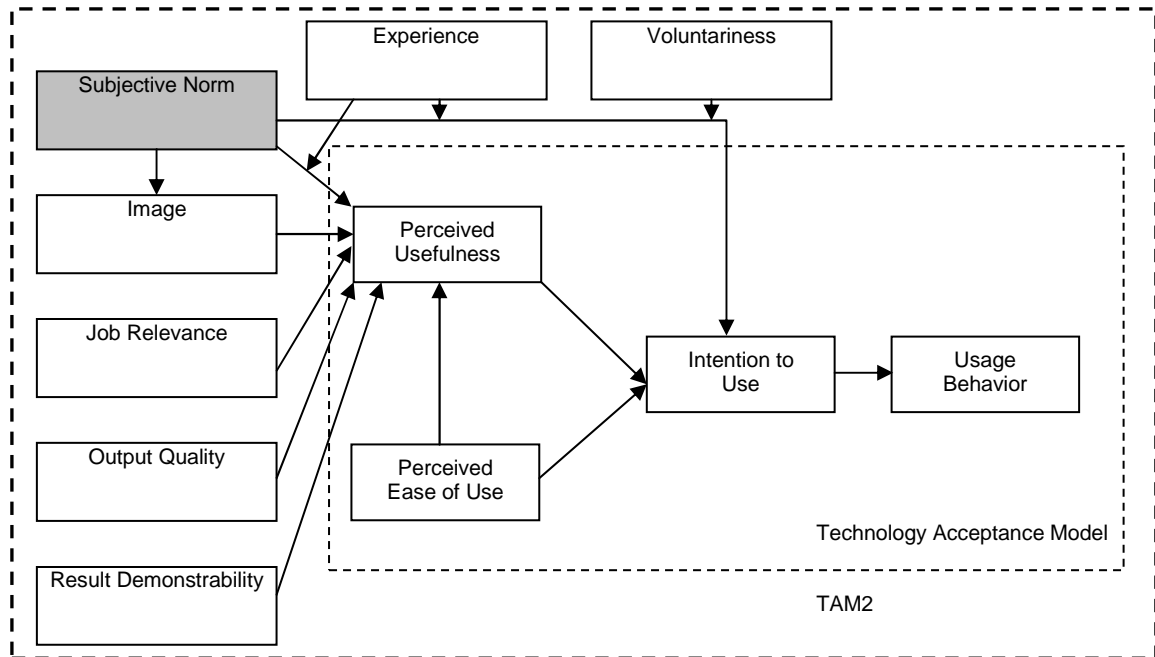 Experience
Voluntariness
Subjective Norm
Image
Perceived
Usefulness
Job Relevance
Intention to
Use
Usage
Behavior
Output Quality
Perceived
Ease of Use
Technology Acceptance Model
Result Demonstrability
TAM2